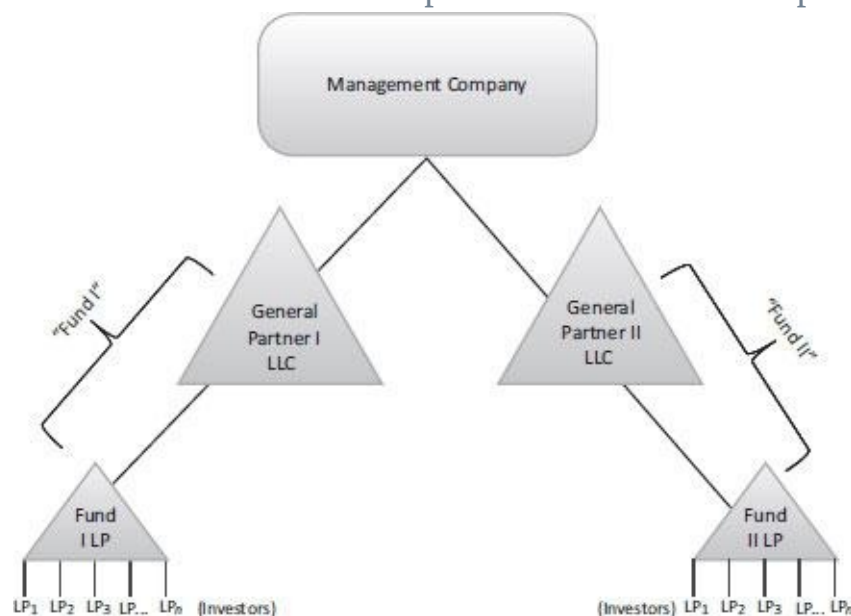 Management Company
"Fund I"
General
Partner I
LLC
General
Partner II
LLC
"Fund II"
Fund
I LP
Fund
II LP
LP₁ LP₂ LP₃ LP... LPₙ (Investors)
(Investors) LP₁ LP₂ LP₃ LP... LPₙ